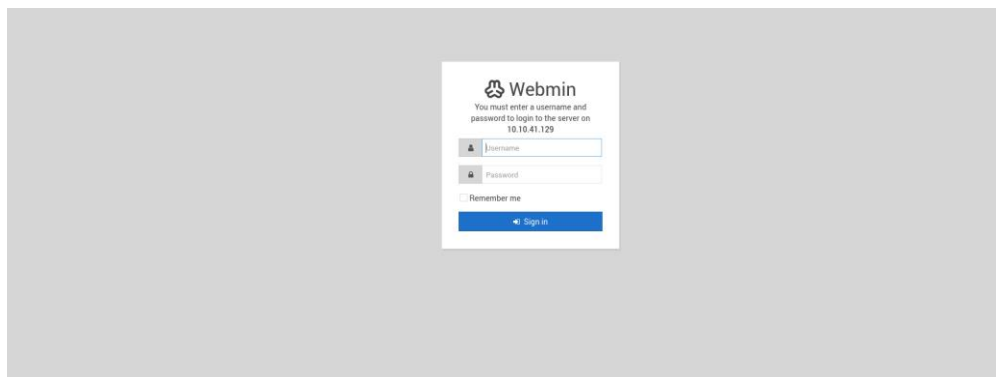 Webmin
You must enter a username and
password to login to the server on
10.10.41.129
Username
Password
Remember me
Sign in